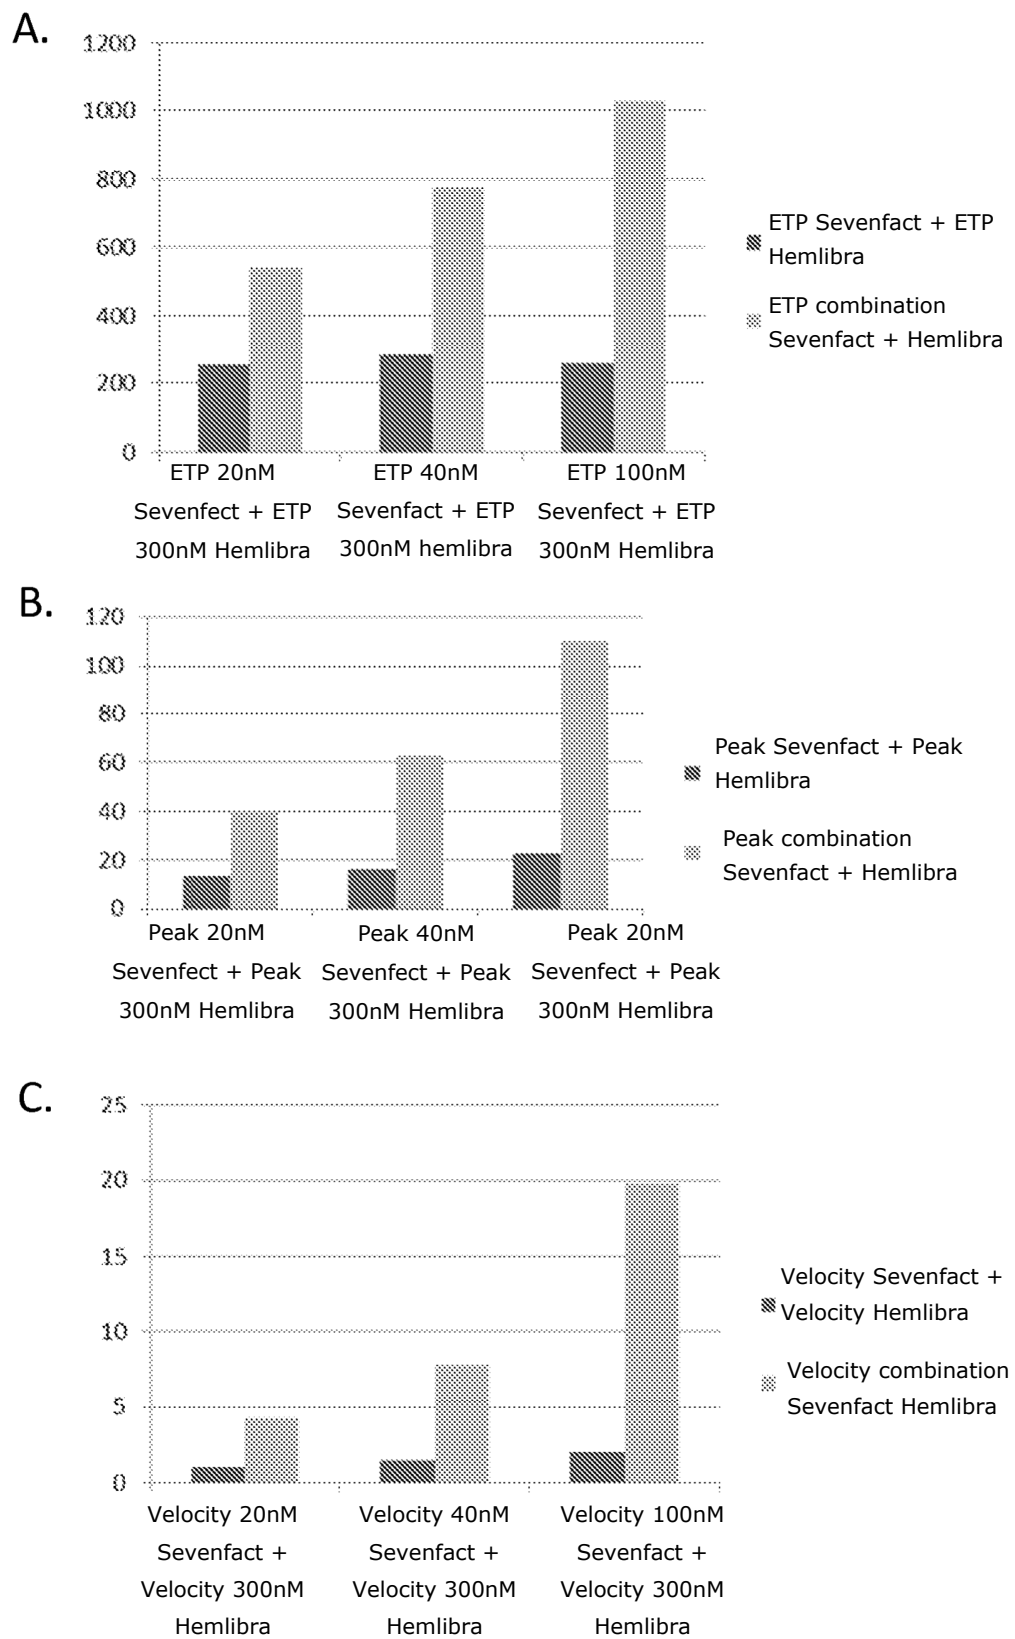 A.
1200
1000
800
600
400
200
0
ETP Sevenfact + ETP
Hemlibra
ETP combination
Sevenfact + Hemlibra
ETP 20nM
Sevenfect + ETP
300nM Hemlibra
ETP 40nM
Sevenfact + ETP
300nM hemlibra
ETP 100nM
Sevenfect + ETP
300nM Hemlibra
B.
120
100
80
60
40
20
0
Peak Sevenfact + Peak
Hemlibra
Peak combination
Sevenfact + Hemlibra
Peak 20nM
Sevenfect + Peak
300nM Hemlibra
Peak 40nM
Sevenfect + Peak
300nM Hemlibra
Peak 20nM
Sevenfect + Peak
300nM Hemlibra
C.
25
20
15
10
5
0
Velocity Sevenfact +
Velocity Hemlibra
Velocity combination
Sevenfact Hemlibra
Velocity 20nM
Sevenfact +
Velocity 300nM
Hemlibra
Velocity 40nM
Sevenfact +
Velocity 300nM
Hemlibra
Velocity 100nM
Sevenfact +
Velocity 300nM
Hemlibra